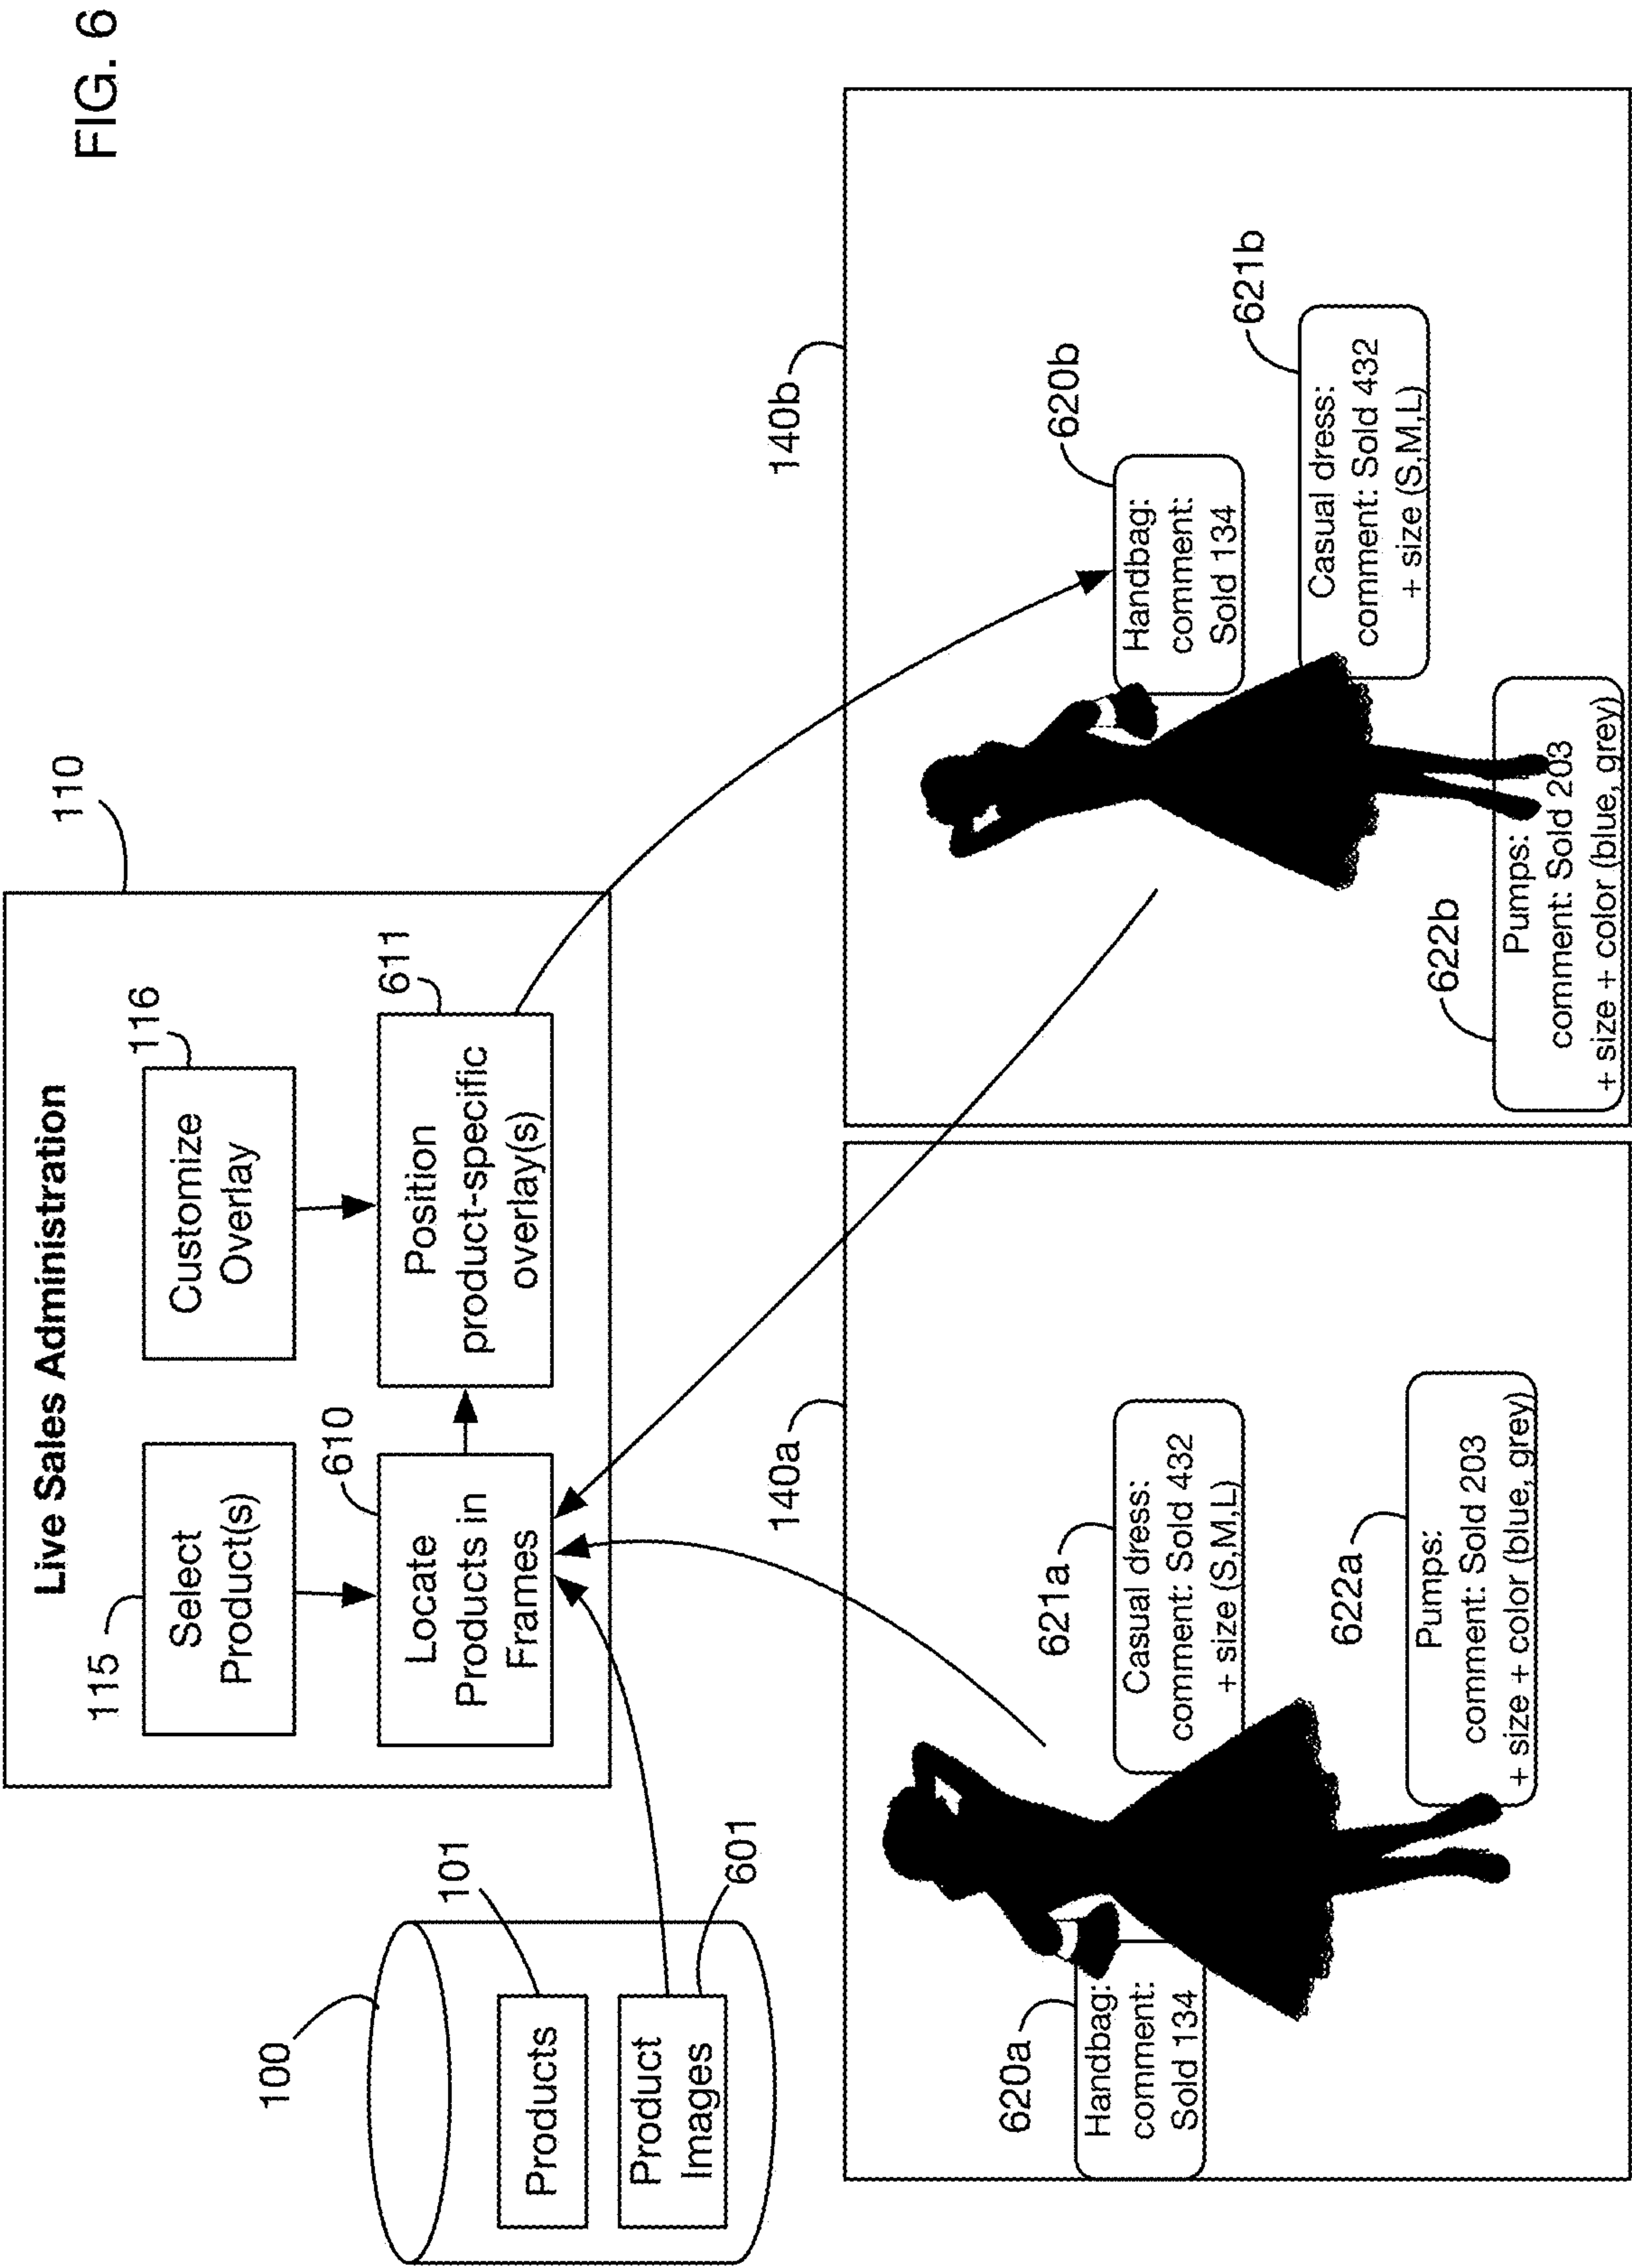 FIG. 6
110
Live Sales Administration
115
Select
Product(s)
116
Customize
Overlay
610
Locate
Products in
Frames
611
Position
product-specific
overlay(s)
100
Products
101
Product
Images
601
140a
620a
Handbag:
comment:
Sold 134
621a
Casual dress:
comment: Sold 432
+ size (S,M,L)
622a
Pumps:
comment: Sold 203
+ size + color (blue, grey)
140b
620b
Handbag:
comment:
Sold 134
621b
Casual dress:
comment: Sold 432
+ size (S,M,L)
622b
Pumps:
comment: Sold 203
+ size + color (blue, grey)